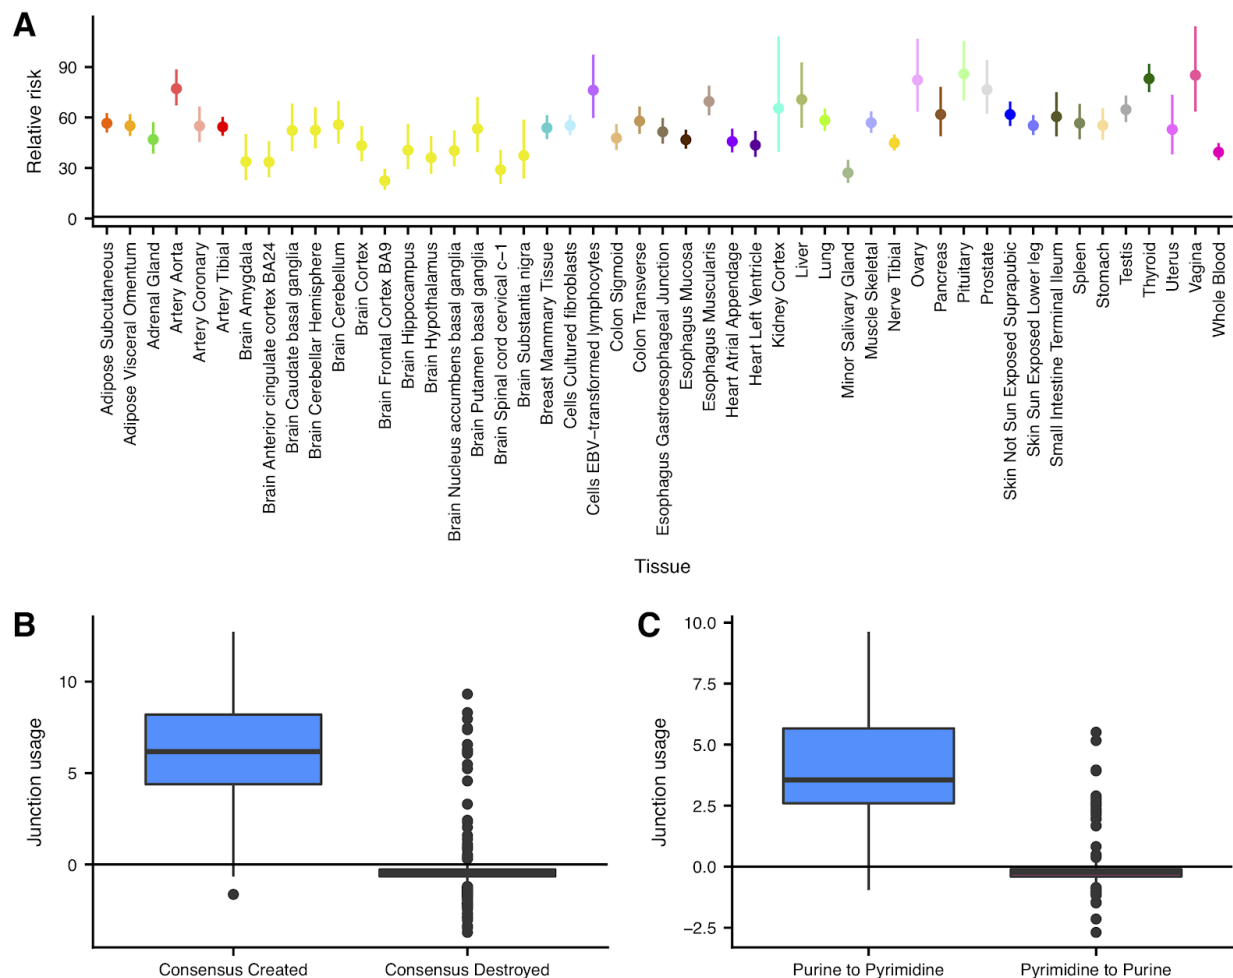 A
Relative risk
90
60
30
0
Adipose Subcutaneous
Adipose Visceral Omentum
Adrenal Gland
Artery Aorta
Artery Coronary
Artery Tibial
Brain Amygdala
Brain Anterior cingulate cortex BA24
Brain Caudate basal ganglia
Brain Cerebellar Hemisphere
Brain Cerebellum
Brain Cortex
Brain Frontal Cortex BA9
Brain Hippocampus
Brain Hypothalamus
Brain Nucleus accumbens basal ganglia
Brain Putamen basal ganglia
Brain Spinal cord cervical c−1
Brain Substantia nigra
Breast Mammary Tissue
Cells Cultured fibroblasts
Cells EBV−transformed lymphocytes
Colon Sigmoid
Colon Transverse
Esophagus Gastroesophageal Junction
Esophagus Mucosa
Esophagus Muscularis
Heart Atrial Appendage
Heart Left Ventricle
Kidney Cortex
Liver
Lung
Minor Salivary Gland
Muscle Skeletal
Nerve Tibial
Ovary
Pancreas
Pituitary
Prostate
Skin Not Sun Exposed Suprapubic
Skin Sun Exposed Lower leg
Small Intestine Terminal Ileum
Spleen
Stomach
Testis
Thyroid
Uterus
Vagina
Whole Blood
Tissue
B
Junction usage
10
5
0
Consensus Created
Consensus Destroyed
C
Junction usage
10.0
7.5
5.0
2.5
0.0
−2.5
Purine to Pyrimidine
Pyrimidine to Purine